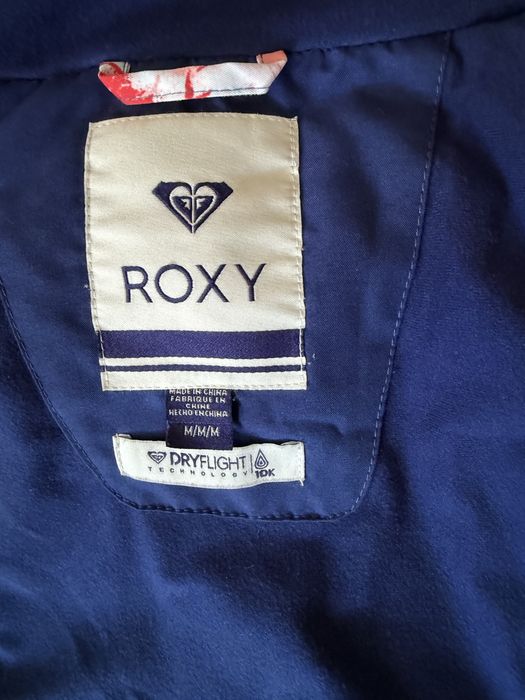 ROXY
MADE IN CHINA
FABRIQUE EN
CHINE
HECHO EN CHINA
M/M/M
DRYFLIGHT
TECHNOLOGY
10K